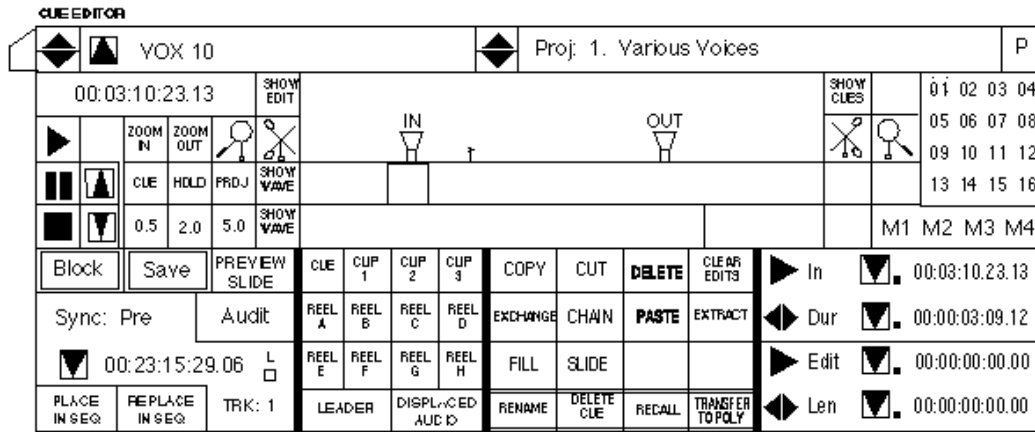 CUE EDITOR
VOX 10 Proj: 1. Various Voices P
00:03:10:23.13 SHOW EDIT SHOW CUES 01 02 03 04
ZOOM IN ZOOM OUT IN OUT 05 06 07 08
09 10 11 12
CUE HOLD PROJ SHOW WAVE 13 14 15 16
0.5 2.0 5.0 SHOW WAVE M1 M2 M3 M4
Block Save PREVIEW SLIDE CUE CLIP 1 CLIP 2 CLIP 3 COPY CUT DELETE CLEAR EDITS In 00:03:10.23.13
Sync: Pre Audit REEL A REEL B REEL C REEL D EXCHANGE CHAIN PASTE EXTRACT Dur 00:00:03:09.12
00:23:15:29.06 L REEL E REEL F REEL G REEL H FILL SLIDE Edit 00:00:00:00.00
PLACE IN SEQ REPLACE IN SEQ TRK: 1 LEADER DISPLACED AUDIO RENAME DELETE CUE RECALL TRANSFER TO POLY Len 00:00:00:00.00